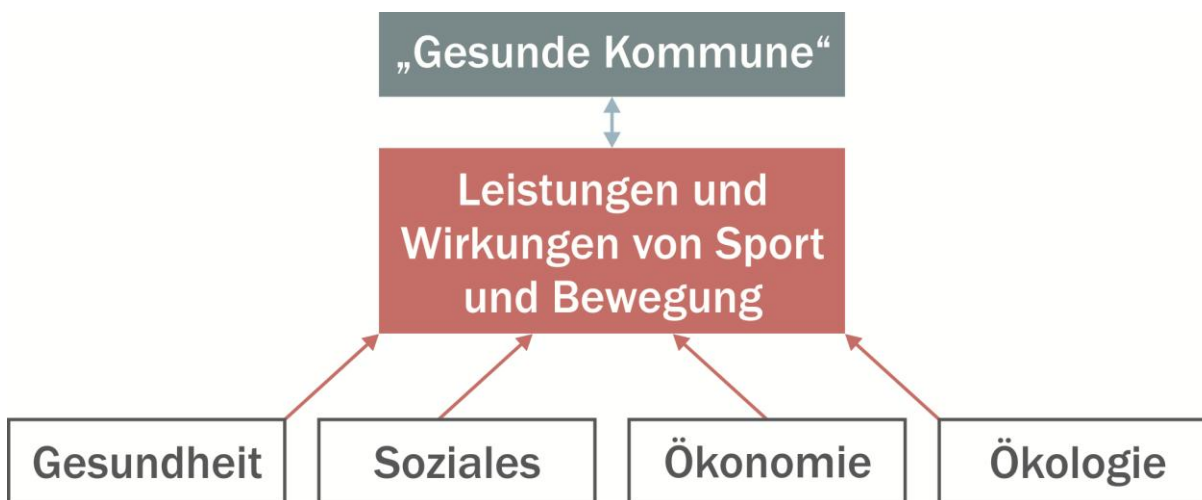 „Gesunde Kommune“
Leistungen und
Wirkungen von Sport
und Bewegung
Gesundheit
Soziales
Ökonomie
Ökologie